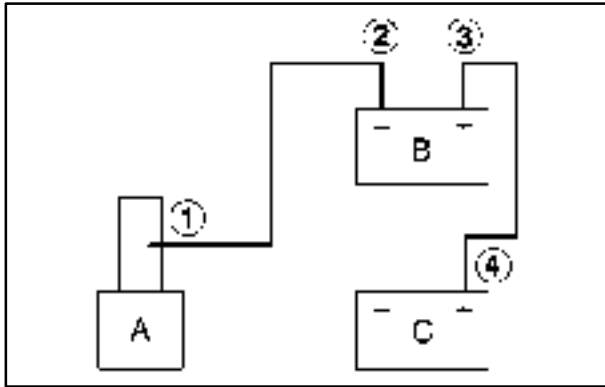 ② ③
− +
B
①
④
A
− +
C